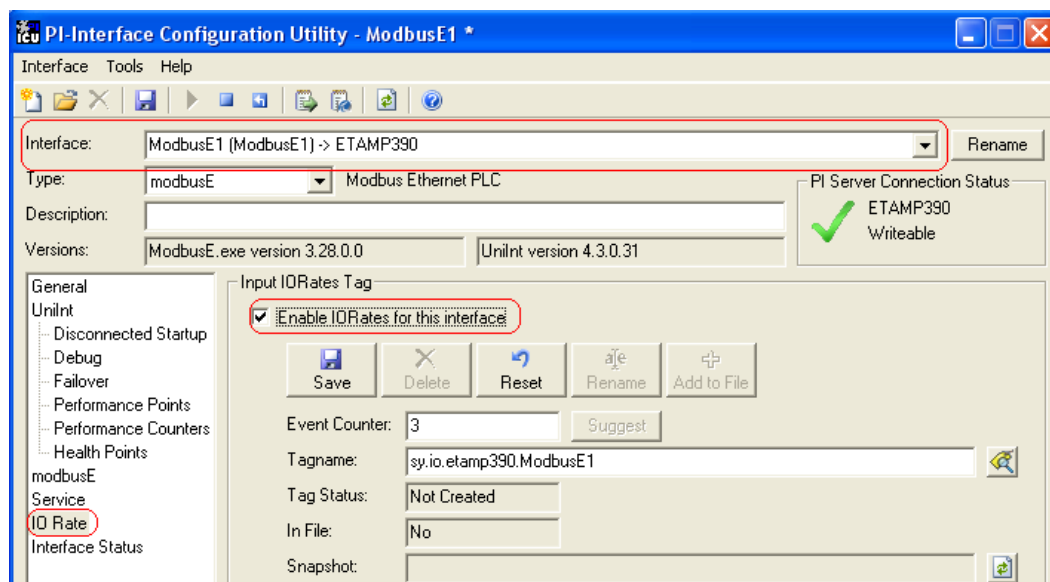 PI-Interface Configuration Utility - ModbusE1 *
Interface Tools Help
Interface: ModbusE1 (ModbusE1) -> ETAMP390 Rename
Type: modbusE Modbus Ethernet PLC
PI Server Connection Status
ETAMP390
Writeable
Description:
Versions: ModbusE.exe version 3.28.0.0 UniInt version 4.3.0.31
General
UniInt
Disconnected Startup
Debug
Failover
Performance Points
Performance Counters
Health Points
modbusE
Service
IO Rate
Interface Status
Input IORates Tag
Enable IORates for this interface
Save Delete Reset Rename Add to File
Event Counter: 3 Suggest
Tagname: sy.io.etamp390.ModbusE1
Tag Status: Not Created
In File: No
Snapshot: